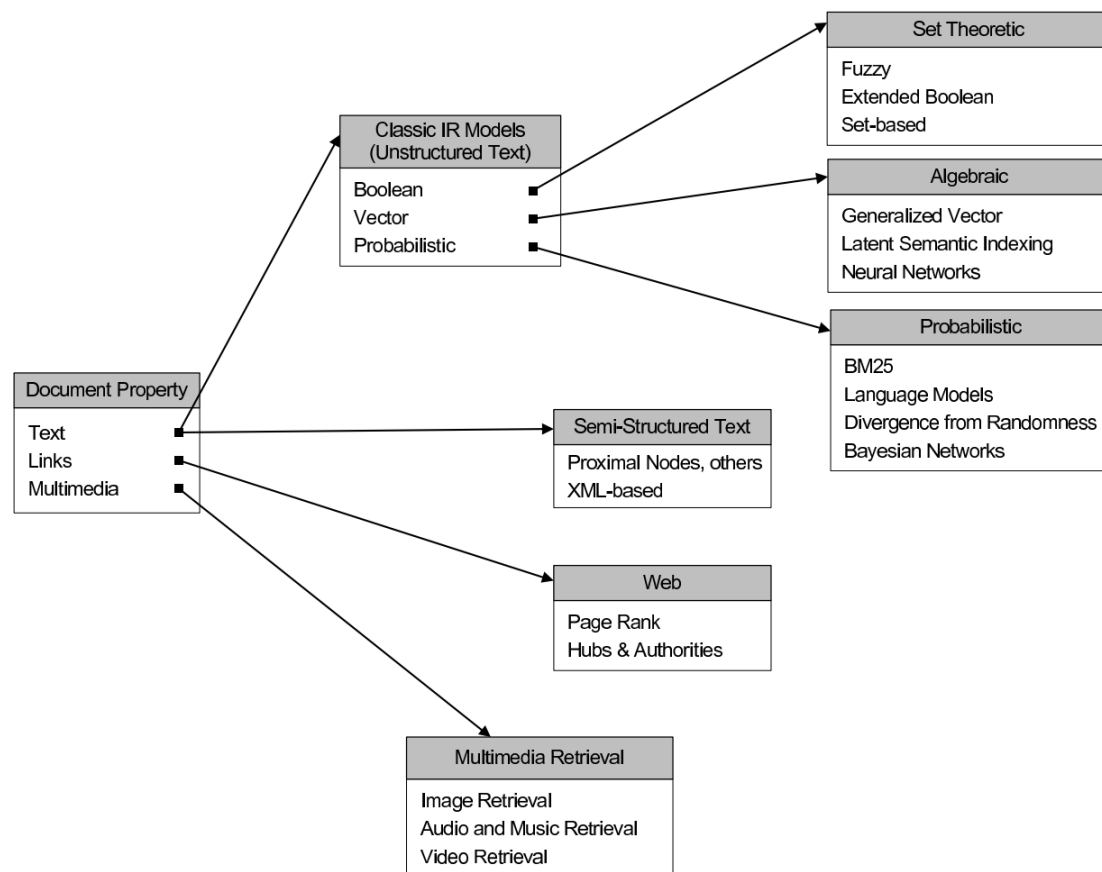 Set Theoretic
Fuzzy
Extended Boolean
Set-based
Classic IR Models
(Unstructured Text)
Boolean
Vector
Probabilistic
Algebraic
Generalized Vector
Latent Semantic Indexing
Neural Networks
Probabilistic
BM25
Language Models
Divergence from Randomness
Bayesian Networks
Document Property
Text
Links
Multimedia
Semi-Structured Text
Proximal Nodes, others
XML-based
Web
Page Rank
Hubs & Authorities
Multimedia Retrieval
Image Retrieval
Audio and Music Retrieval
Video Retrieval